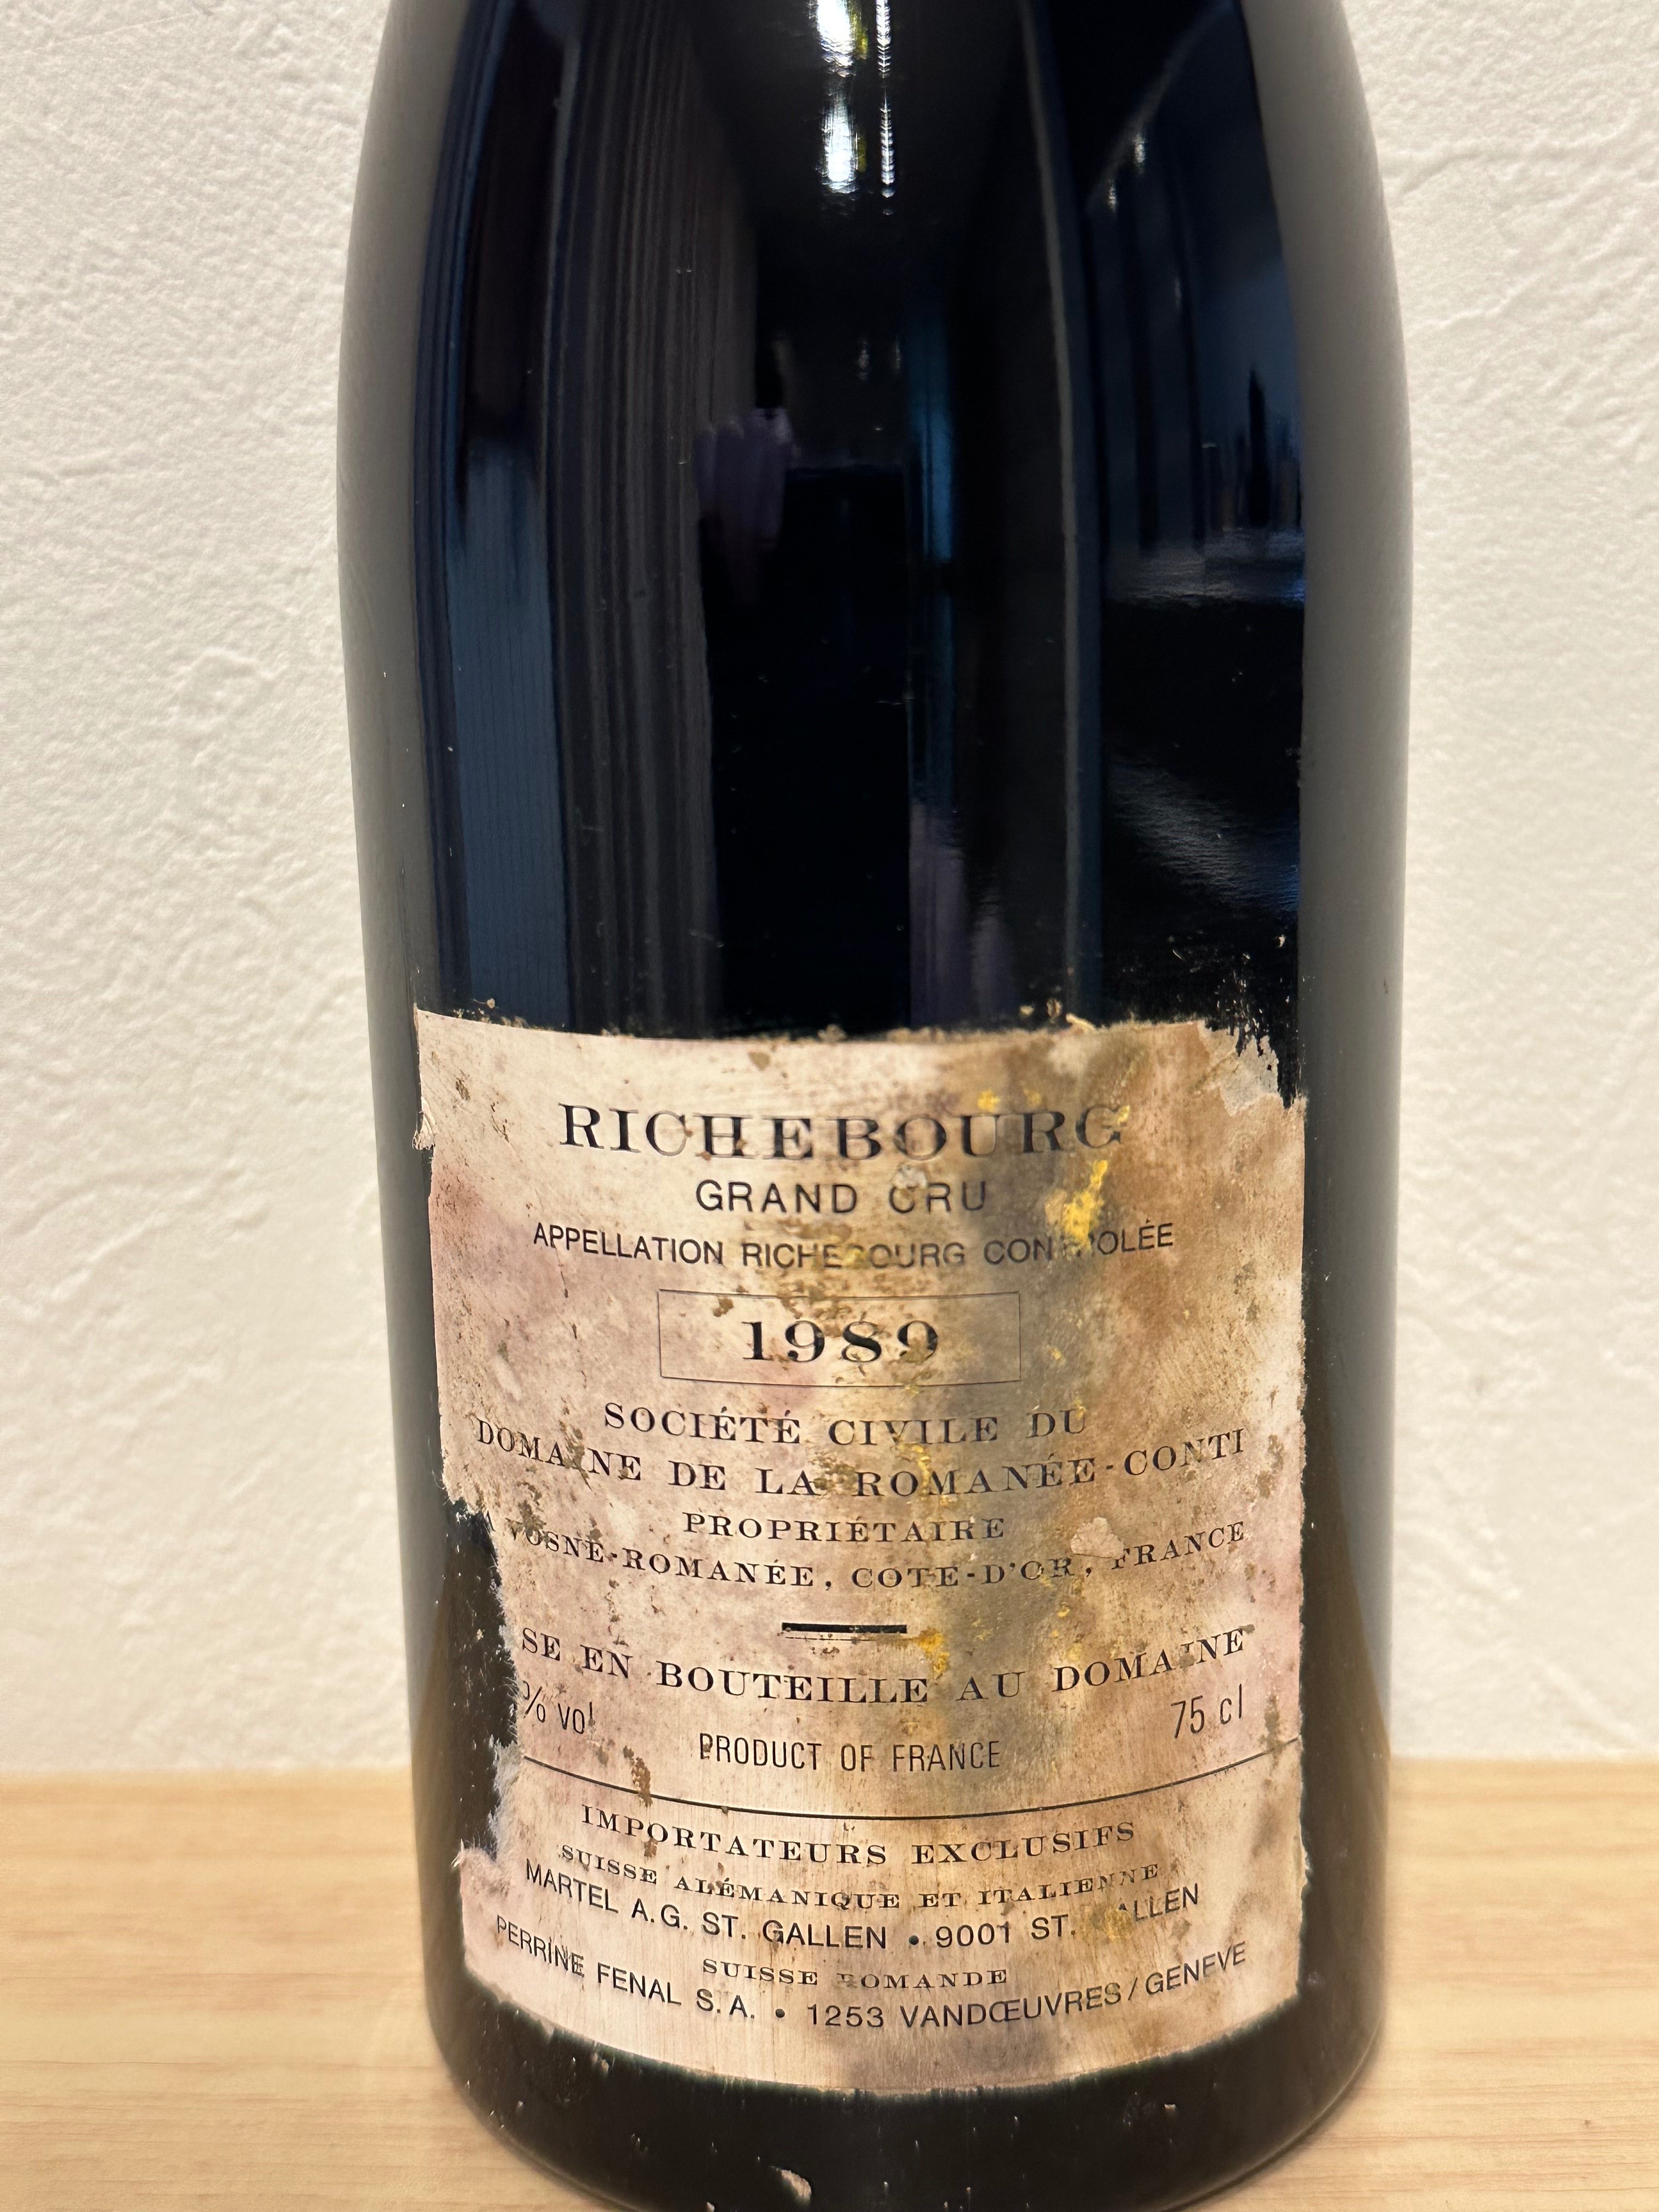 RICHEBOURG
GRAND CRU
APPELLATION RICHEBOURG CONTROLÉE
1989
SOCIÉTÉ CIVILE DU
DOMAINE DE LA ROMANÉE-CONTI
PROPRIÉTAIRE
VOSNE-ROMANÉE, COTE-D'OR, FRANCE
SE EN BOUTEILLE AU DOMAINE
% vol
75 cl
PRODUCT OF FRANCE
IMPORTATEURS EXCLUSIFS
SUISSE ALÉMANIQUE ET ITALIENNE
MARTEL A.G. ST. GALLEN • 9001 ST. GALLEN
SUISSE ROMANDE
PERRINE FENAL S.A. • 1253 VANDŒUVRES / GENEVE